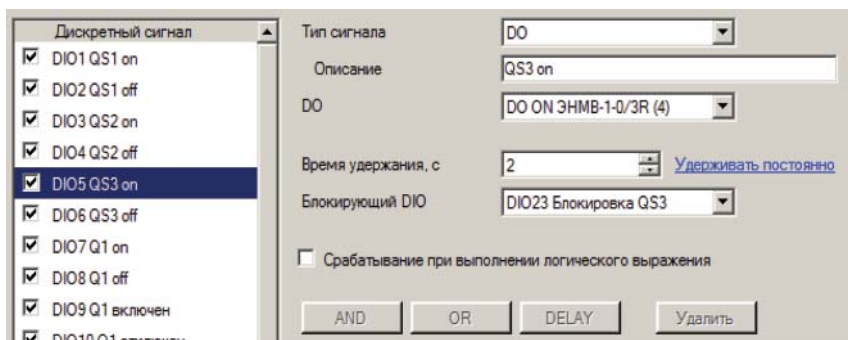 Дискретный сигнал
DIO1 QS1 on
DIO2 QS1 off
DIO3 QS2 on
DIO4 QS2 off
DIO5 QS3 on
DIO6 QS3 off
DIO7 Q1 on
DIO8 Q1 off
DIO9 Q1 включен
Тип сигнала DO
Описание QS3 on
DO DO ON ЭНМВ-1-0/3R (4)
Время удержания, с 2 Удерживать постоянно
Блокирующий DIO DIO23 Блокировка QS3
Срабатывание при выполнении логического выражения
AND OR DELAY Удалить